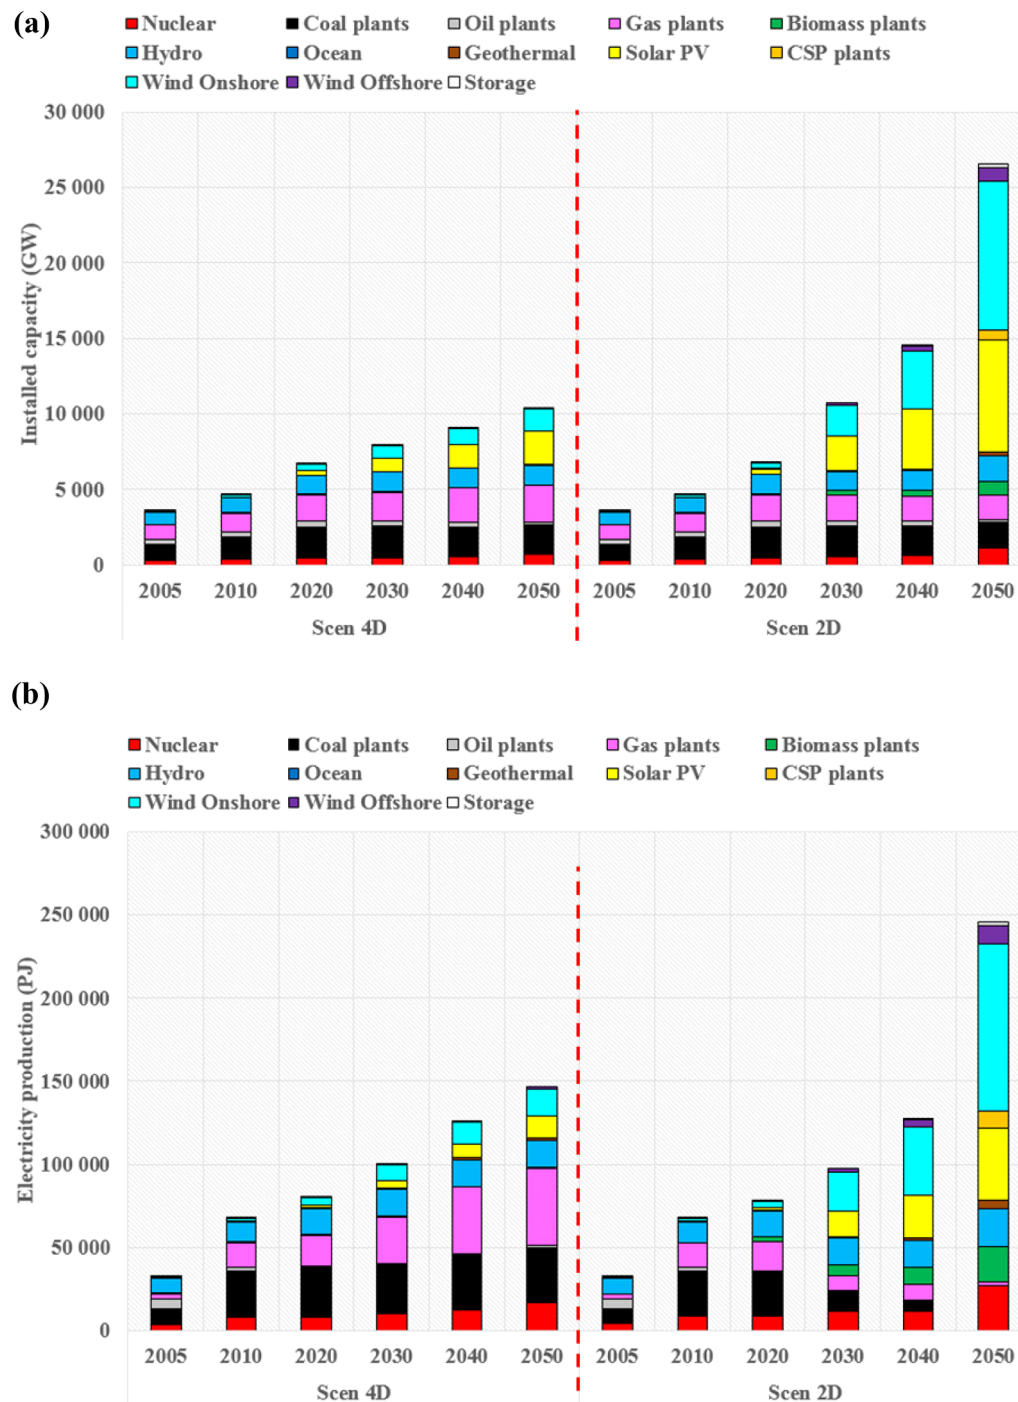 (a)
Nuclear Coal plants Oil plants Gas plants Biomass plants
Hydro Ocean Geothermal Solar PV CSP plants
Wind Onshore Wind Offshore Storage
30 000
25 000
20 000
15 000
10 000
5 000
0
Installed capacity (GW)
2005 2010 2020 2030 2040 2050 2005 2010 2020 2030 2040 2050
Scen 4D Scen 2D
(b)
Nuclear Coal plants Oil plants Gas plants Biomass plants
Hydro Ocean Geothermal Solar PV CSP plants
Wind Onshore Wind Offshore Storage
300 000
250 000
200 000
150 000
100 000
50 000
0
Electricity production (PJ)
2005 2010 2020 2030 2040 2050 2005 2010 2020 2030 2040 2050
Scen 4D Scen 2D